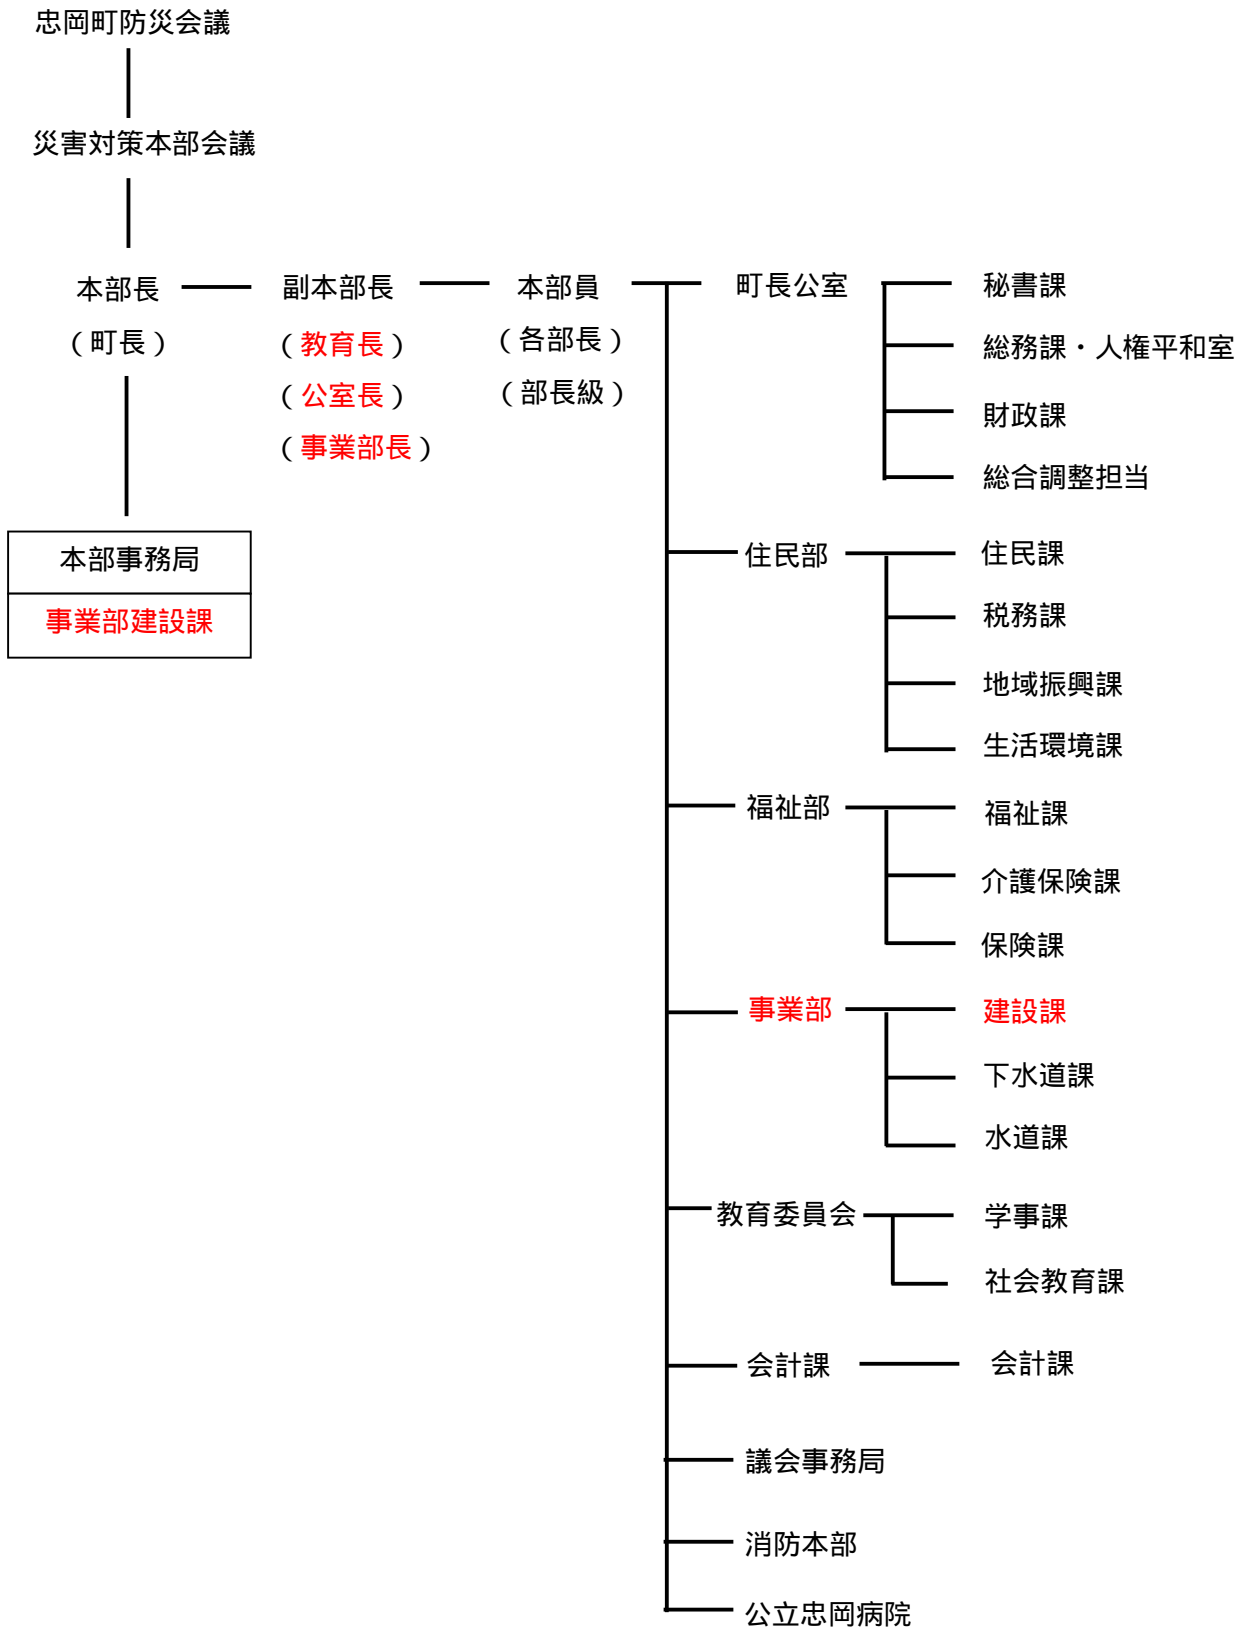 忠岡町防災会議
災害対策本部会議
本部長
（町長）
本部事務局
事業部建設課
副本部長
（教育長）
（公室長）
（事業部長）
本部員
（各部長）
（部長級）
町長公室
秘書課
総務課・人権平和室
財政課
総合調整担当
住民部
住民課
税務課
地域振興課
生活環境課
福祉部
福祉課
介護保険課
保険課
事業部
建設課
下水道課
水道課
教育委員会
学事課
社会教育課
会計課
会計課
議会事務局
消防本部
公立忠岡病院